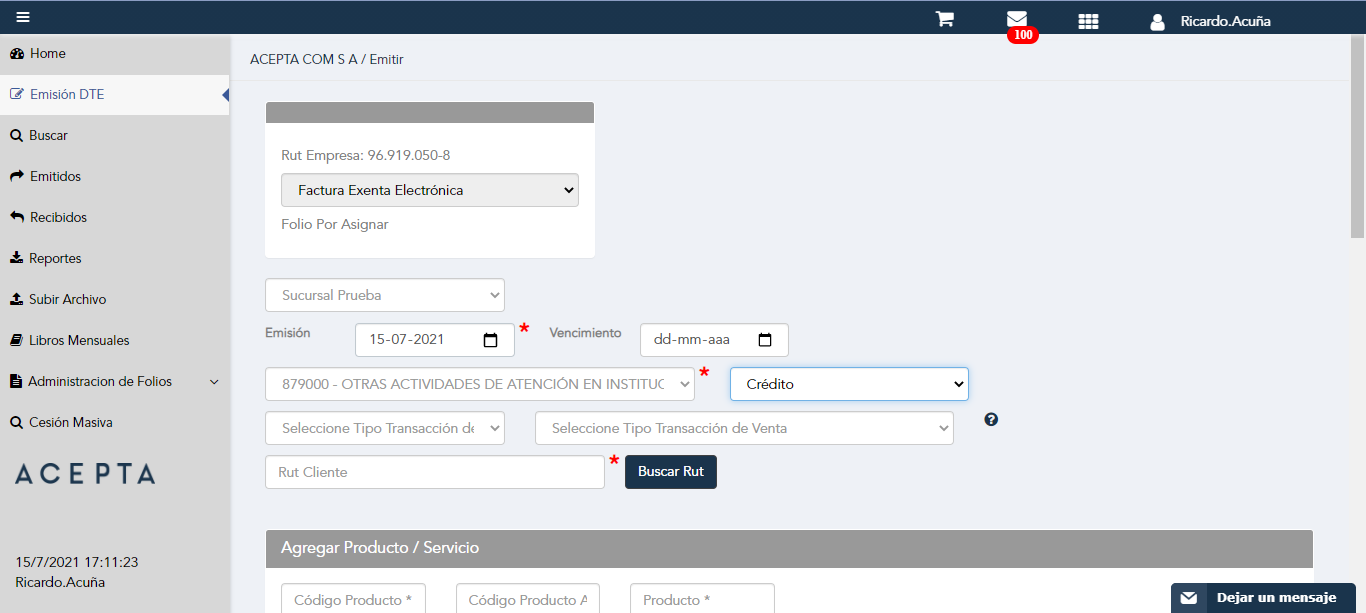 Ricardo.Acuña
100
Home
Emisión DTE
Buscar
Emitidos
Recibidos
Reportes
Subir Archivo
Libros Mensuales
Administracion de Folios
Cesión Masiva
ACEPTA
15/7/2021 17:11:23
Ricardo.Acuña
ACEPTA COM S A / Emitir
Rut Empresa: 96.919.050-8
Factura Exenta Electrónica
Folio Por Asignar
Sucursal Prueba
Emisión 15-07-2021 * Vencimiento dd-mm-aaa
879000 - OTRAS ACTIVIDADES DE ATENCIÓN EN INSTITUC * Crédito
Seleccione Tipo Transacción de Seleccione Tipo Transacción de Venta ?
Rut Cliente * Buscar Rut
Agregar Producto / Servicio
Código Producto * Código Producto A Producto *
Dejar un mensaje